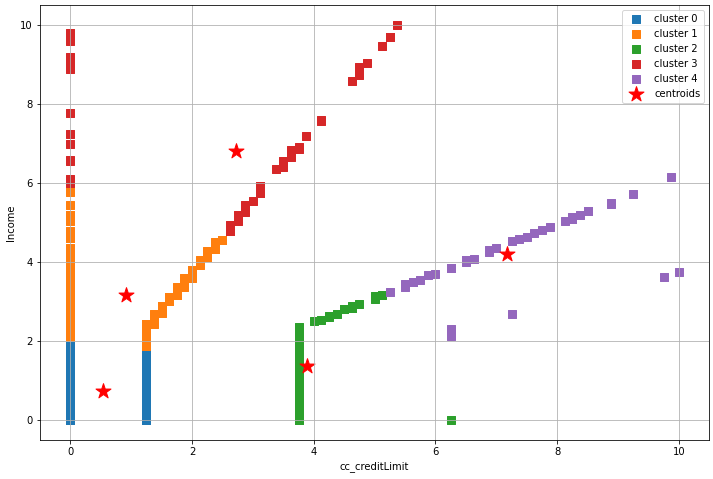 10
8
6
4
2
0
Income
0 2 4 6 8 10
cc_creditLimit
cluster 0
cluster 1
cluster 2
cluster 3
cluster 4
centroids